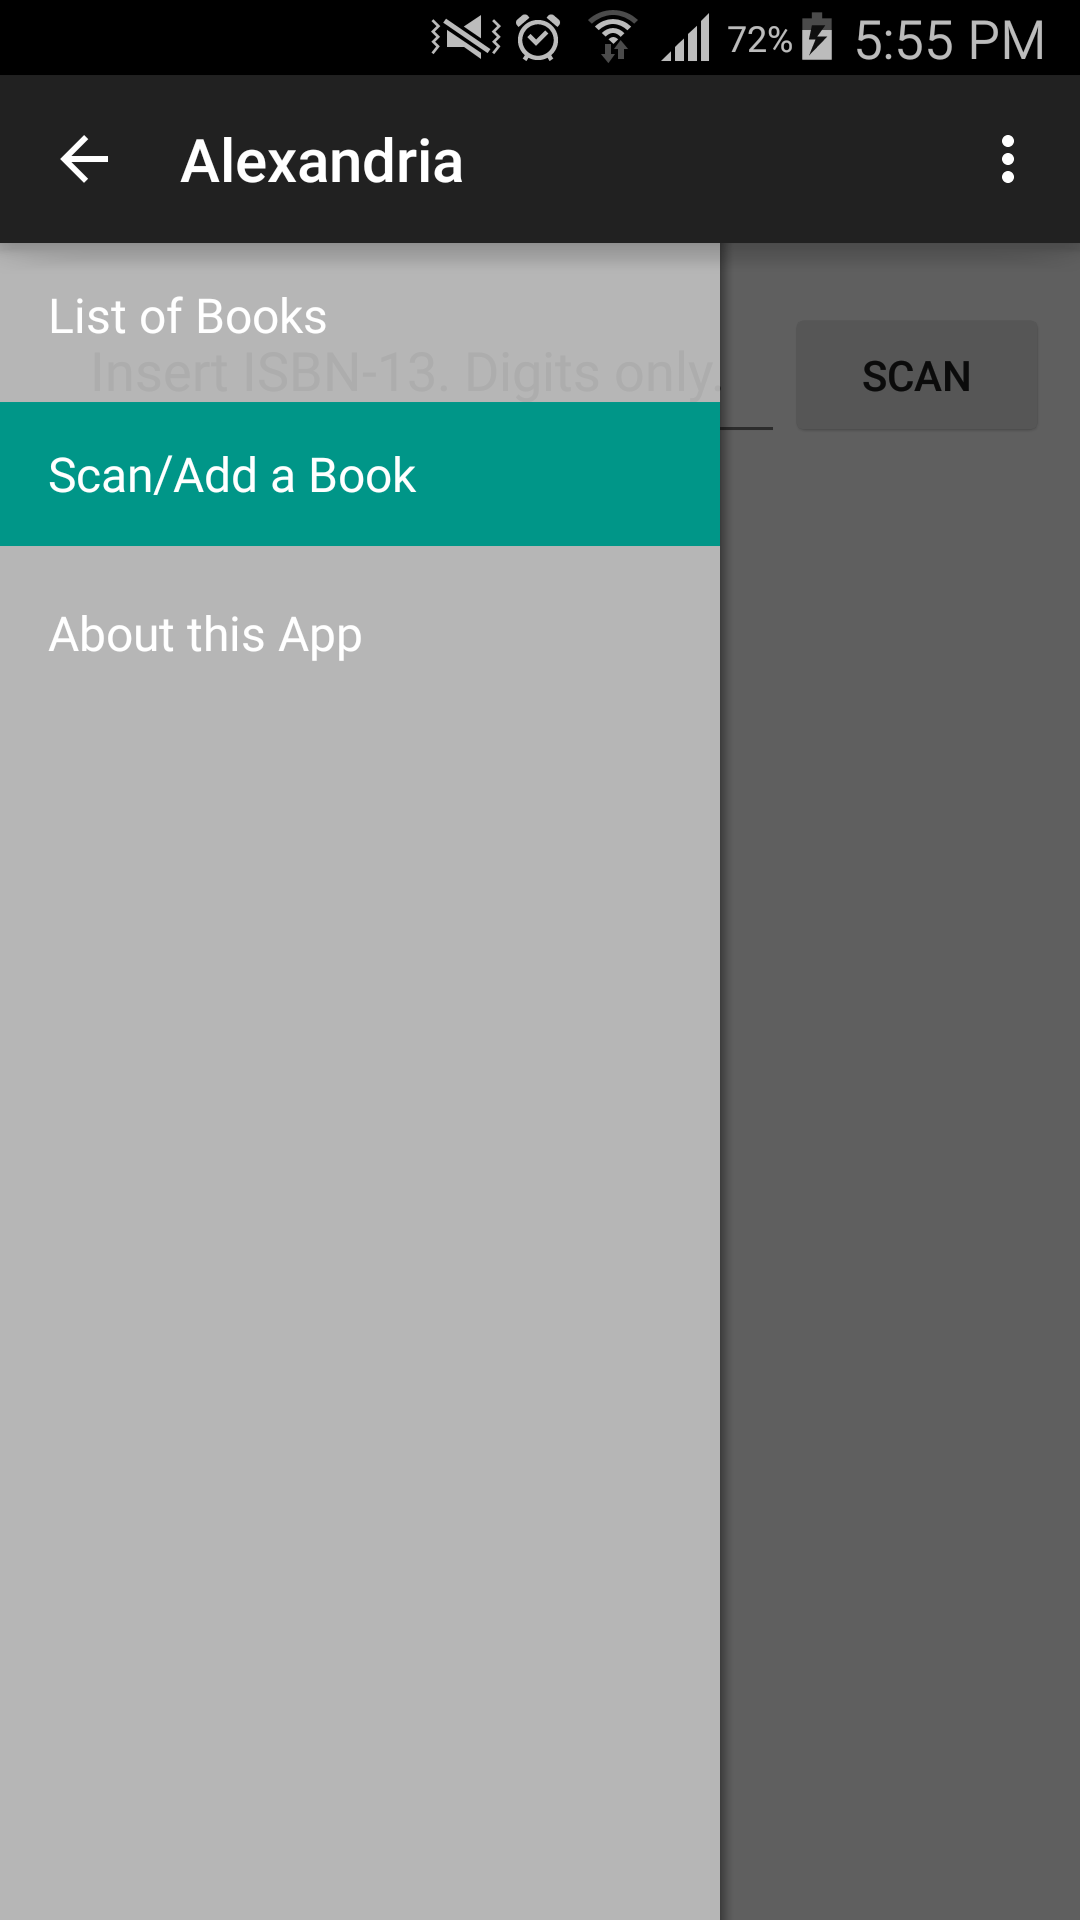 72% 5:55 PM
Alexandria
List of Books
Insert ISBN-13. Digits only.
SCAN
Scan/Add a Book
About this App